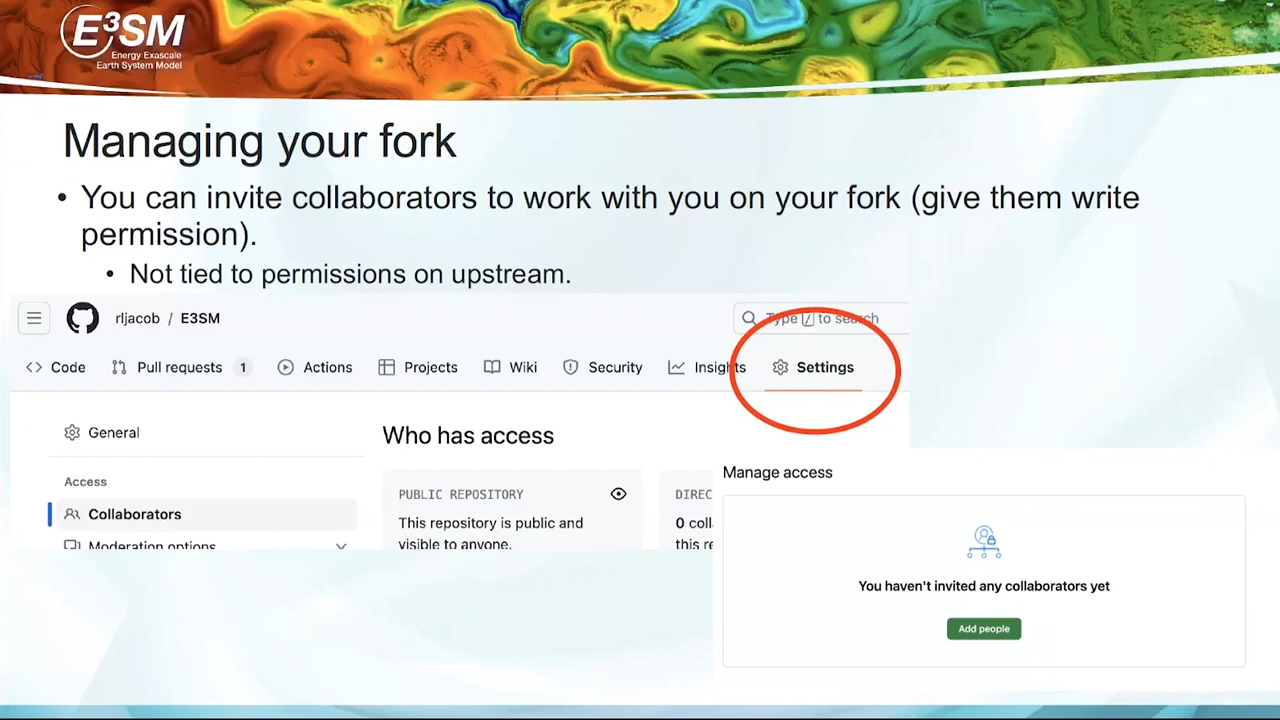 E³SM
Energy Exascale
Earth System Model
Managing your fork
• You can invite collaborators to work with you on your fork (give them write
permission).
• Not tied to permissions on upstream.
rljacob / E3SM
Type / to search
Code
Pull requests 1
Actions
Projects
Wiki
Security
Insights
Settings
General
Access
Collaborators
Moderation options
Who has access
PUBLIC REPOSITORY
This repository is public and
visible to anyone.
DIREC
0 coll
this re
Manage access
You haven't invited any collaborators yet
Add people